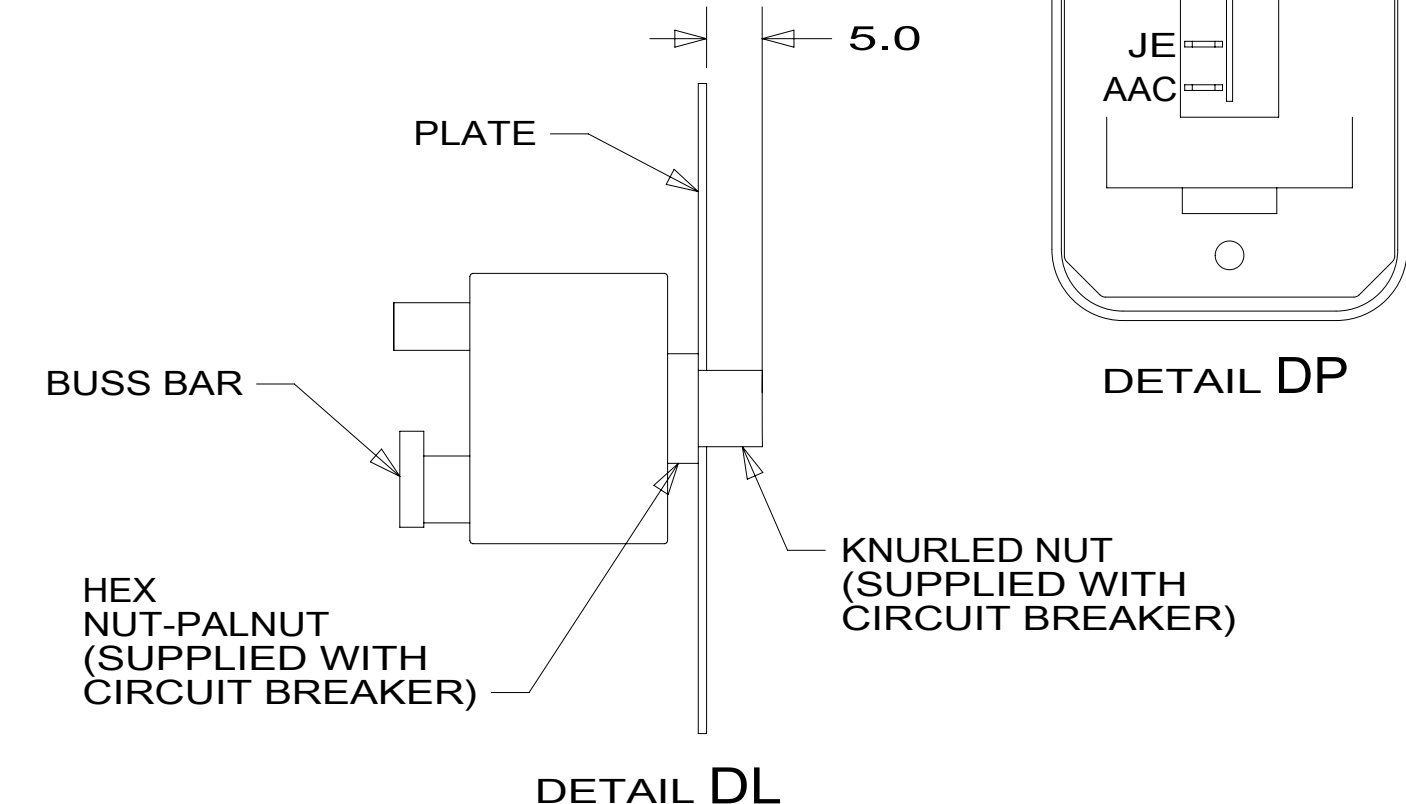 5.0
JE
AAC
PLATE
BUSS BAR
DETAIL DP
KNURLED NUT
(SUPPLIED WITH
CIRCUIT BREAKER)
HEX
NUT-PALNUT
(SUPPLIED WITH
CIRCUIT BREAKER)
DETAIL DL